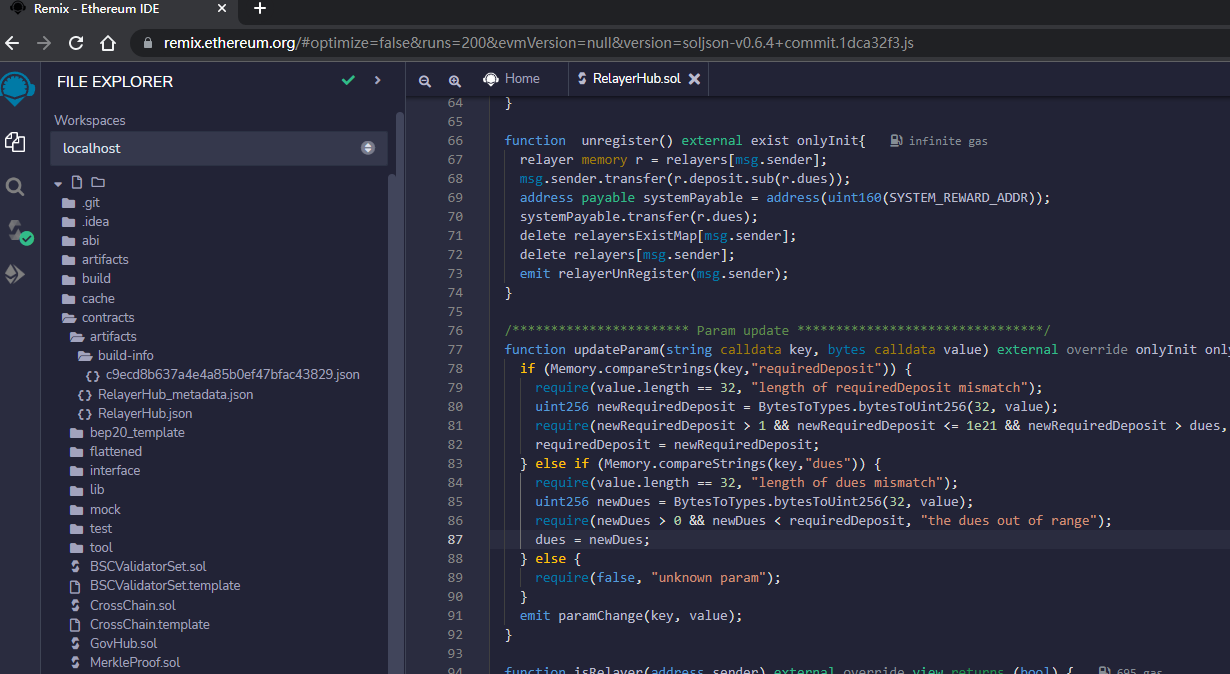 Remix - Ethereum IDE
remix.ethereum.org/#optimize=false&runs=200&evmVersion=null&version=soljson-v0.6.4+commit.1dca32f3.js
FILE EXPLORER
Workspaces
localhost
.git
.idea
abi
artifacts
build
cache
contracts
artifacts
build-info
c9ecd8b637a4e4a85b0ef47bfac43829.json
RelayerHub_metadata.json
RelayerHub.json
bep20_template
flattened
interface
lib
mock
test
tool
BSCValidatorSet.sol
BSCValidatorSet.template
CrossChain.sol
CrossChain.template
GovHub.sol
MerkleProof.sol
Home
RelayerHub.sol
64 }
65
66 function  unregister() external exist onlyInit{ infinite gas
67 relayer memory r = relayers[msg.sender];
68 msg.sender.transfer(r.deposit.sub(r.dues));
69 address payable systemPayable = address(uint160(SYSTEM_REWARD_ADDR));
70 systemPayable.transfer(r.dues);
71 delete relayersExistMap[msg.sender];
72 delete relayers[msg.sender];
73 emit relayerUnRegister(msg.sender);
74 }
75
76 /*********************** Param update ********************************/
77 function updateParam(string calldata key, bytes calldata value) external override onlyInit onl
78 if (Memory.compareStrings(key,"requiredDeposit")) {
79 require(value.length == 32, "length of requiredDeposit mismatch");
80 uint256 newRequiredDeposit = BytesToTypes.bytesToUint256(32, value);
81 require(newRequiredDeposit > 1 && newRequiredDeposit <= 1e21 && newRequiredDeposit > dues,
82 requiredDeposit = newRequiredDeposit;
83 } else if (Memory.compareStrings(key,"dues")) {
84 require(value.length == 32, "length of dues mismatch");
85 uint256 newDues = BytesToTypes.bytesToUint256(32, value);
86 require(newDues > 0 && newDues < requiredDeposit, "the dues out of range");
87 dues = newDues;
88 } else {
89 require(false, "unknown param");
90 }
91 emit paramChange(key, value);
92 }
93
94 function isRelayer(address sender) external override view returns (bool) { 695 gas